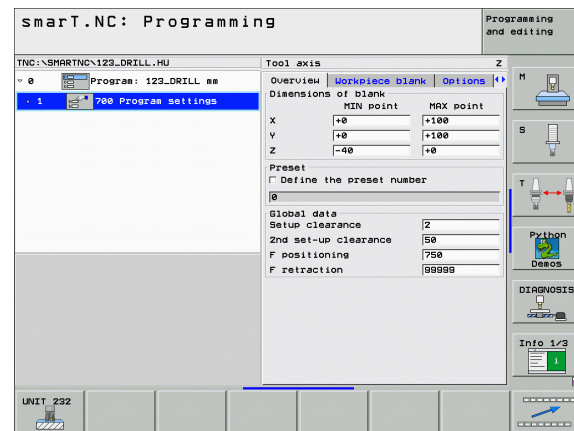 smarT.NC: Programming
Programming and editing
TNC:\SMARTNC\123_DRILL.HU
0 Program: 123_DRILL mm
1 700 Program settings
Tool axis Z
Overview Workpiece blank Options
Dimensions of blank
MIN point MAX point
X +0 +100
Y +0 +100
Z -40 +0
Preset
Define the preset number
0
Global data
Setup clearance 2
2nd set-up clearance 50
F positioning 750
F retraction 99999
M
S
T
Python Demos
DIAGNOSIS
Info 1/3
i
UNIT 232